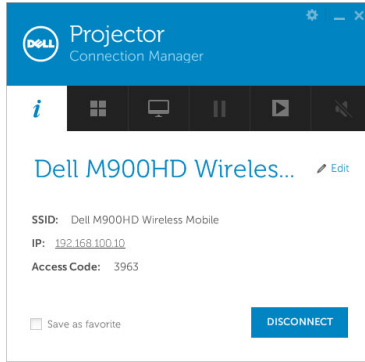 DELL
Projector
Connection Manager
i
Dell M900HD Wireles... Edit
SSID: Dell M900HD Wireless Mobile
IP: 192.168.100.10
Access Code: 3963
Save as favorite
DISCONNECT